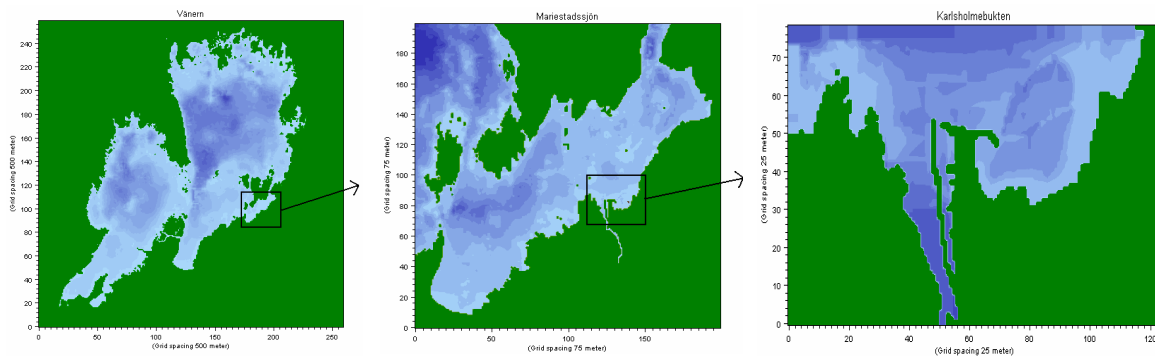 Vänern
Mariestadssjön
Karlsholmebukten
(Grid spacing 500 meter)
240
220
200
180
160
140
120
100
80
60
40
20
0
0 50 100 150 200 250
(Grid spacing 500 meter)
(Grid spacing 75 meter)
180
160
140
120
100
80
60
40
20
0
0 50 100 150
(Grid spacing 75 meter)
(Grid spacing 25 meter)
70
60
50
40
30
20
10
0
0 20 40 60 80 100 120
(Grid spacing 25 meter)